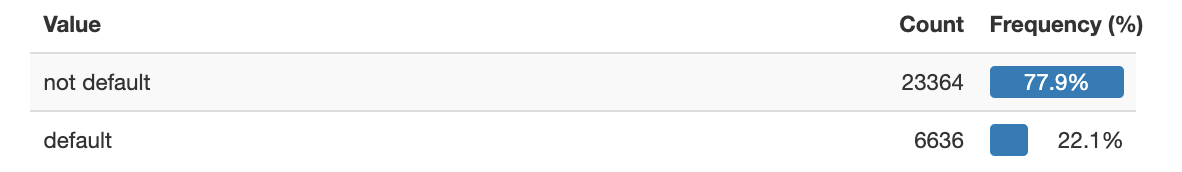 Value Count Frequency (%)
not default 23364 77.9%
default 6636 22.1%